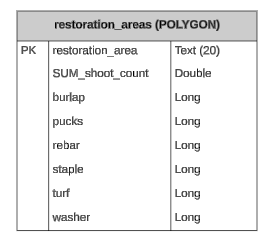 restoration_areas (POLYGON)
PK restoration_area Text (20)
SUM_shoot_count Double
burlap Long
pucks Long
rebar Long
staple Long
turf Long
washer Long